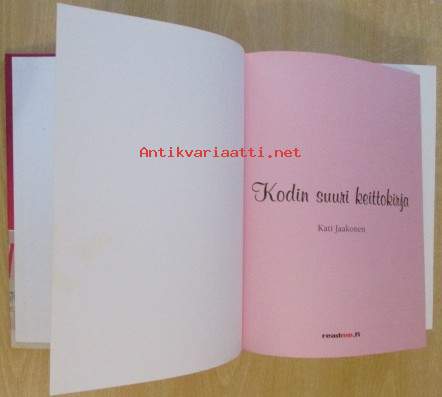 Antikvariaatti.net
Kodin suuri keittokirja
Kati Jaakonen
readme.fi